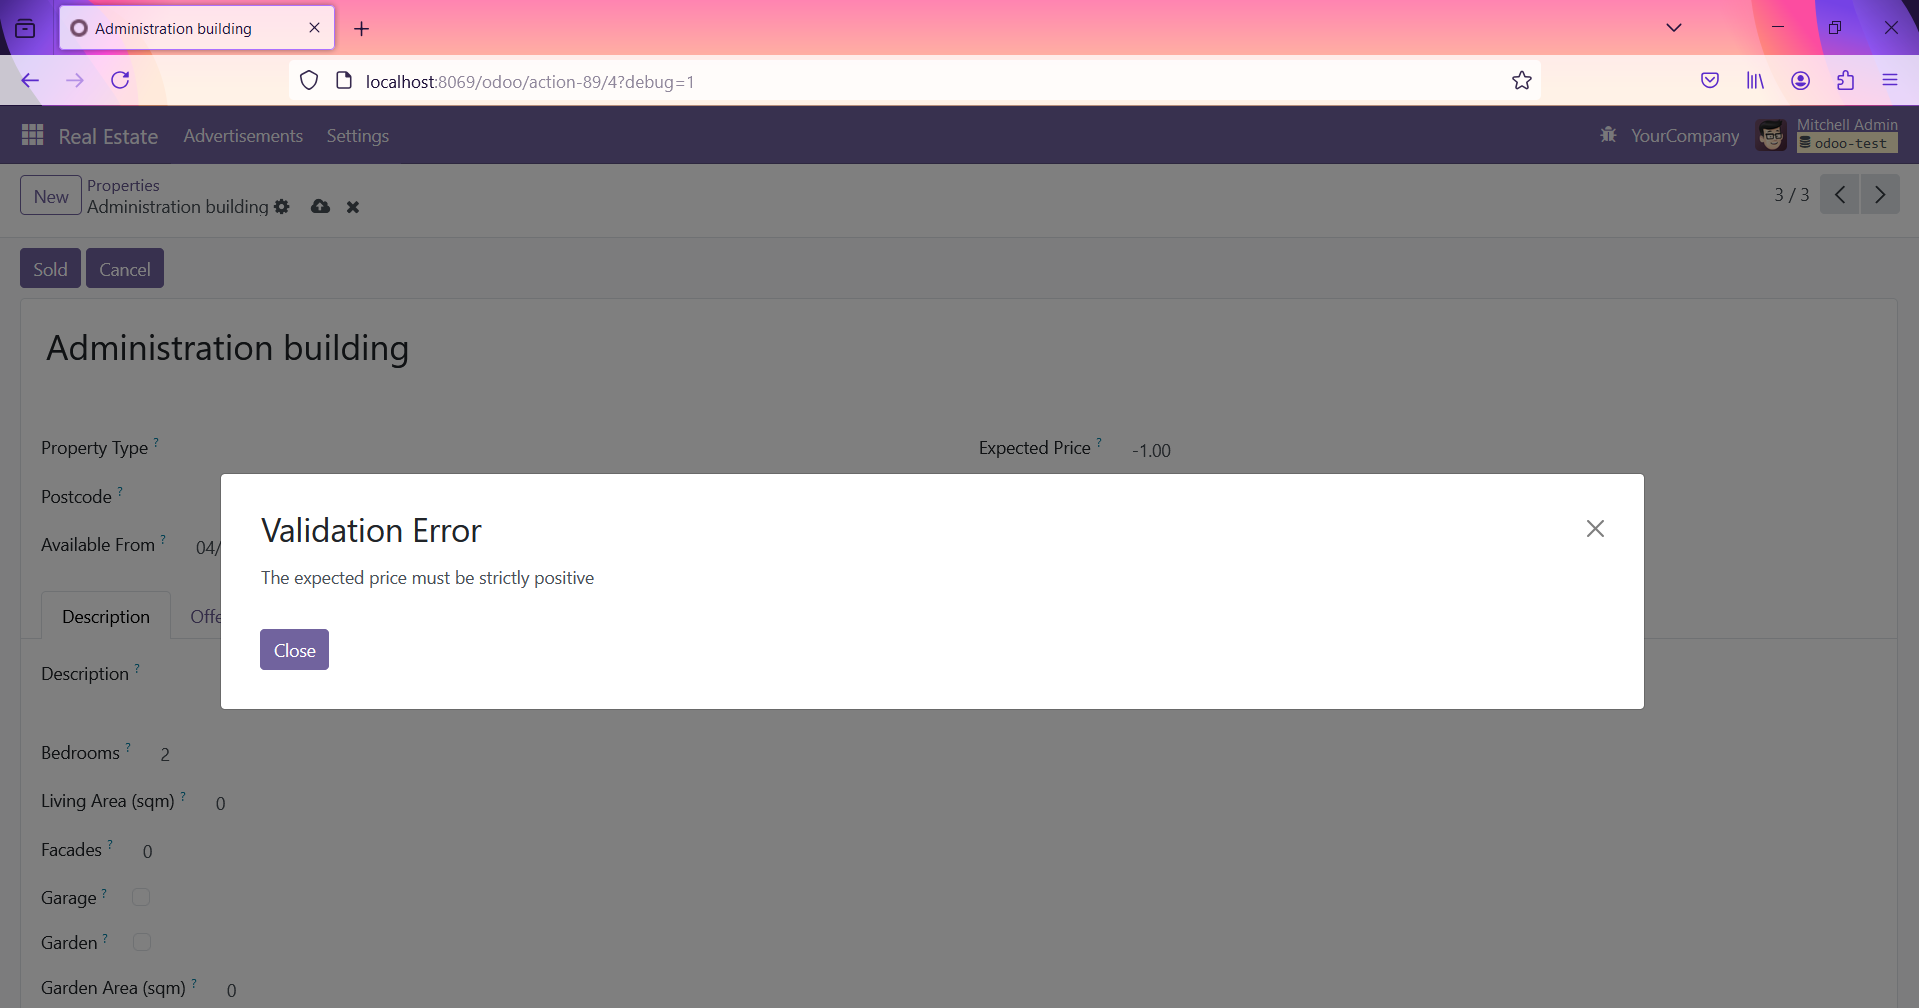 Administration building
localhost:8069/odoo/action-89/4?debug=1
Real Estate Advertisements Settings YourCompany Mitchell Admin
odoo-test
New Properties
Administration building 3 / 3
Sold Cancel
Administration building
Property Type ? Expected Price ? -1.00
Postcode ?
Available From ? 04/
Validation Error
The expected price must be strictly positive
Close
Description Offe
Description ?
Bedrooms ? 2
Living Area (sqm) ? 0
Facades ? 0
Garage ?
Garden ?
Garden Area (sqm) ? 0